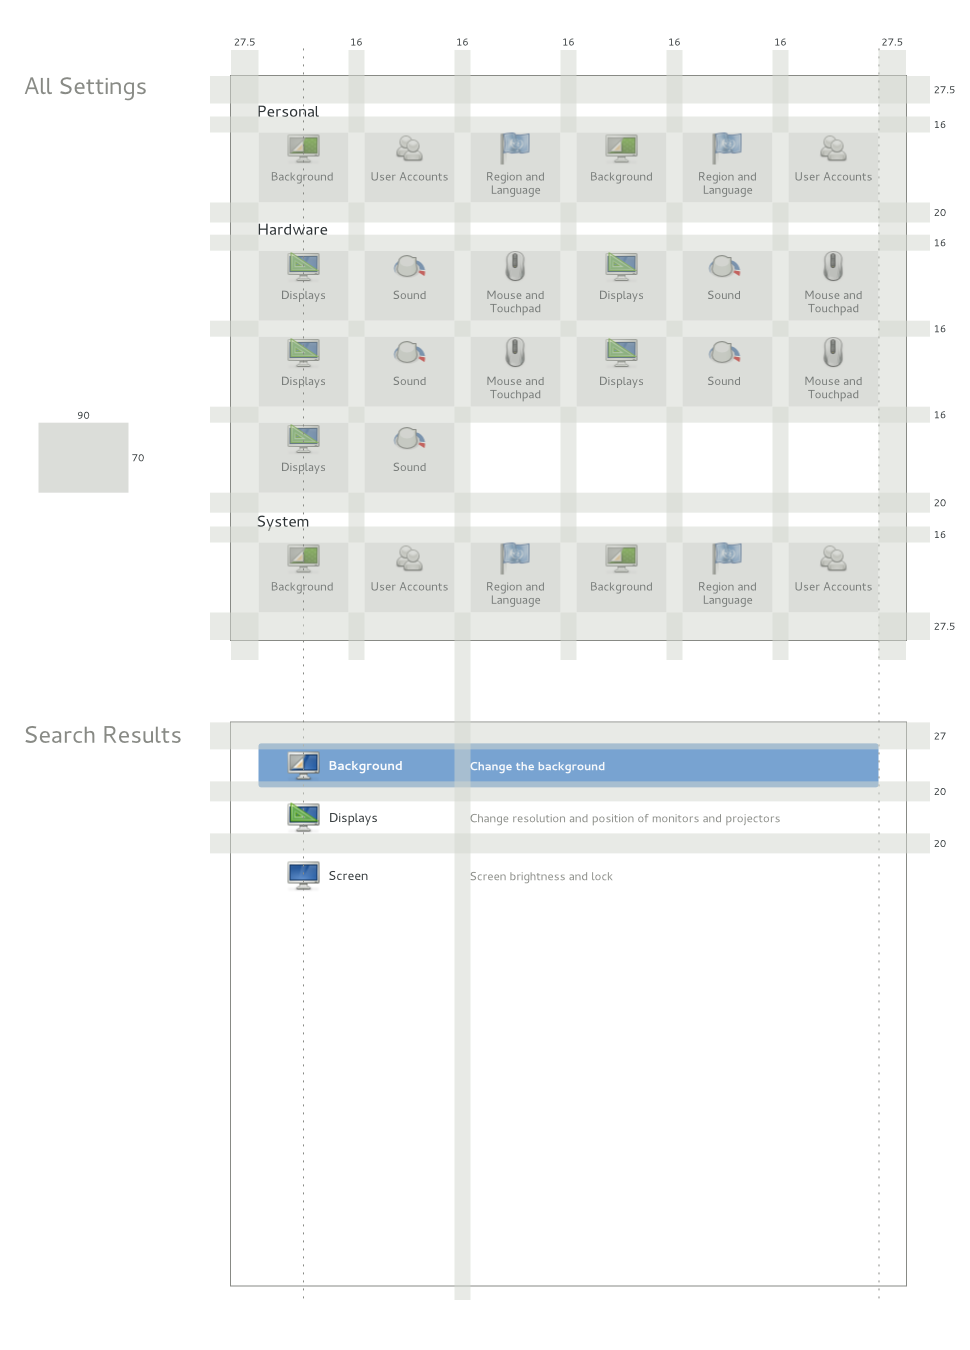 27.5 16 16 16 16 16 27.5
All Settings
27.5
Personal
16
Background User Accounts Region and Language Background Region and Language User Accounts
20
Hardware
16
Displays Sound Mouse and Touchpad Displays Sound Mouse and Touchpad
16
Displays Sound Mouse and Touchpad Displays Sound Mouse and Touchpad
90
16
70
Displays Sound
20
System
16
Background User Accounts Region and Language Background Region and Language User Accounts
27.5
Search Results
27
Background Change the background
20
Displays Change resolution and position of monitors and projectors
20
Screen Screen brightness and lock